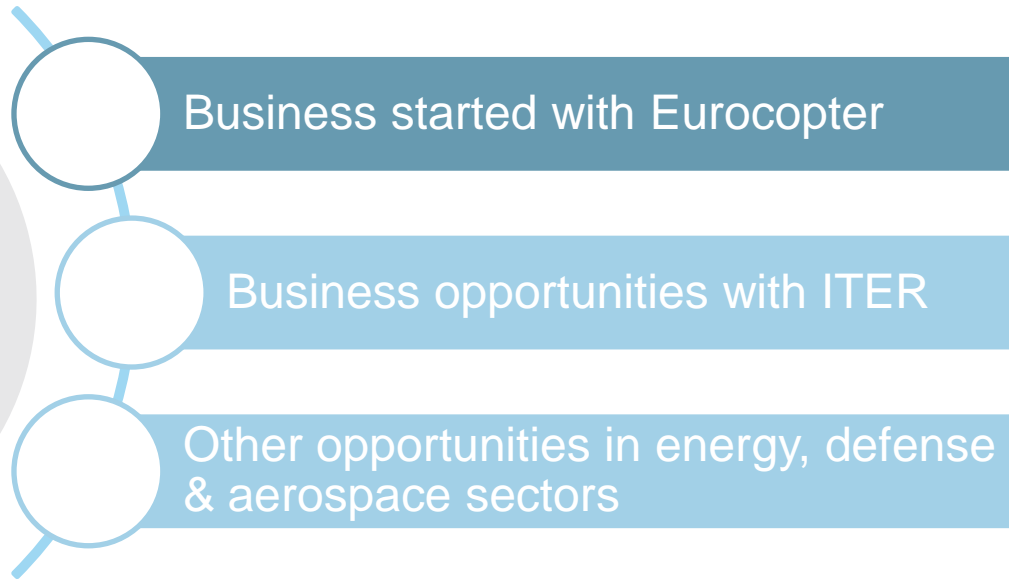 Business started with Eurocopter
Business opportunities with ITER
Other opportunities in energy, defense
& aerospace sectors